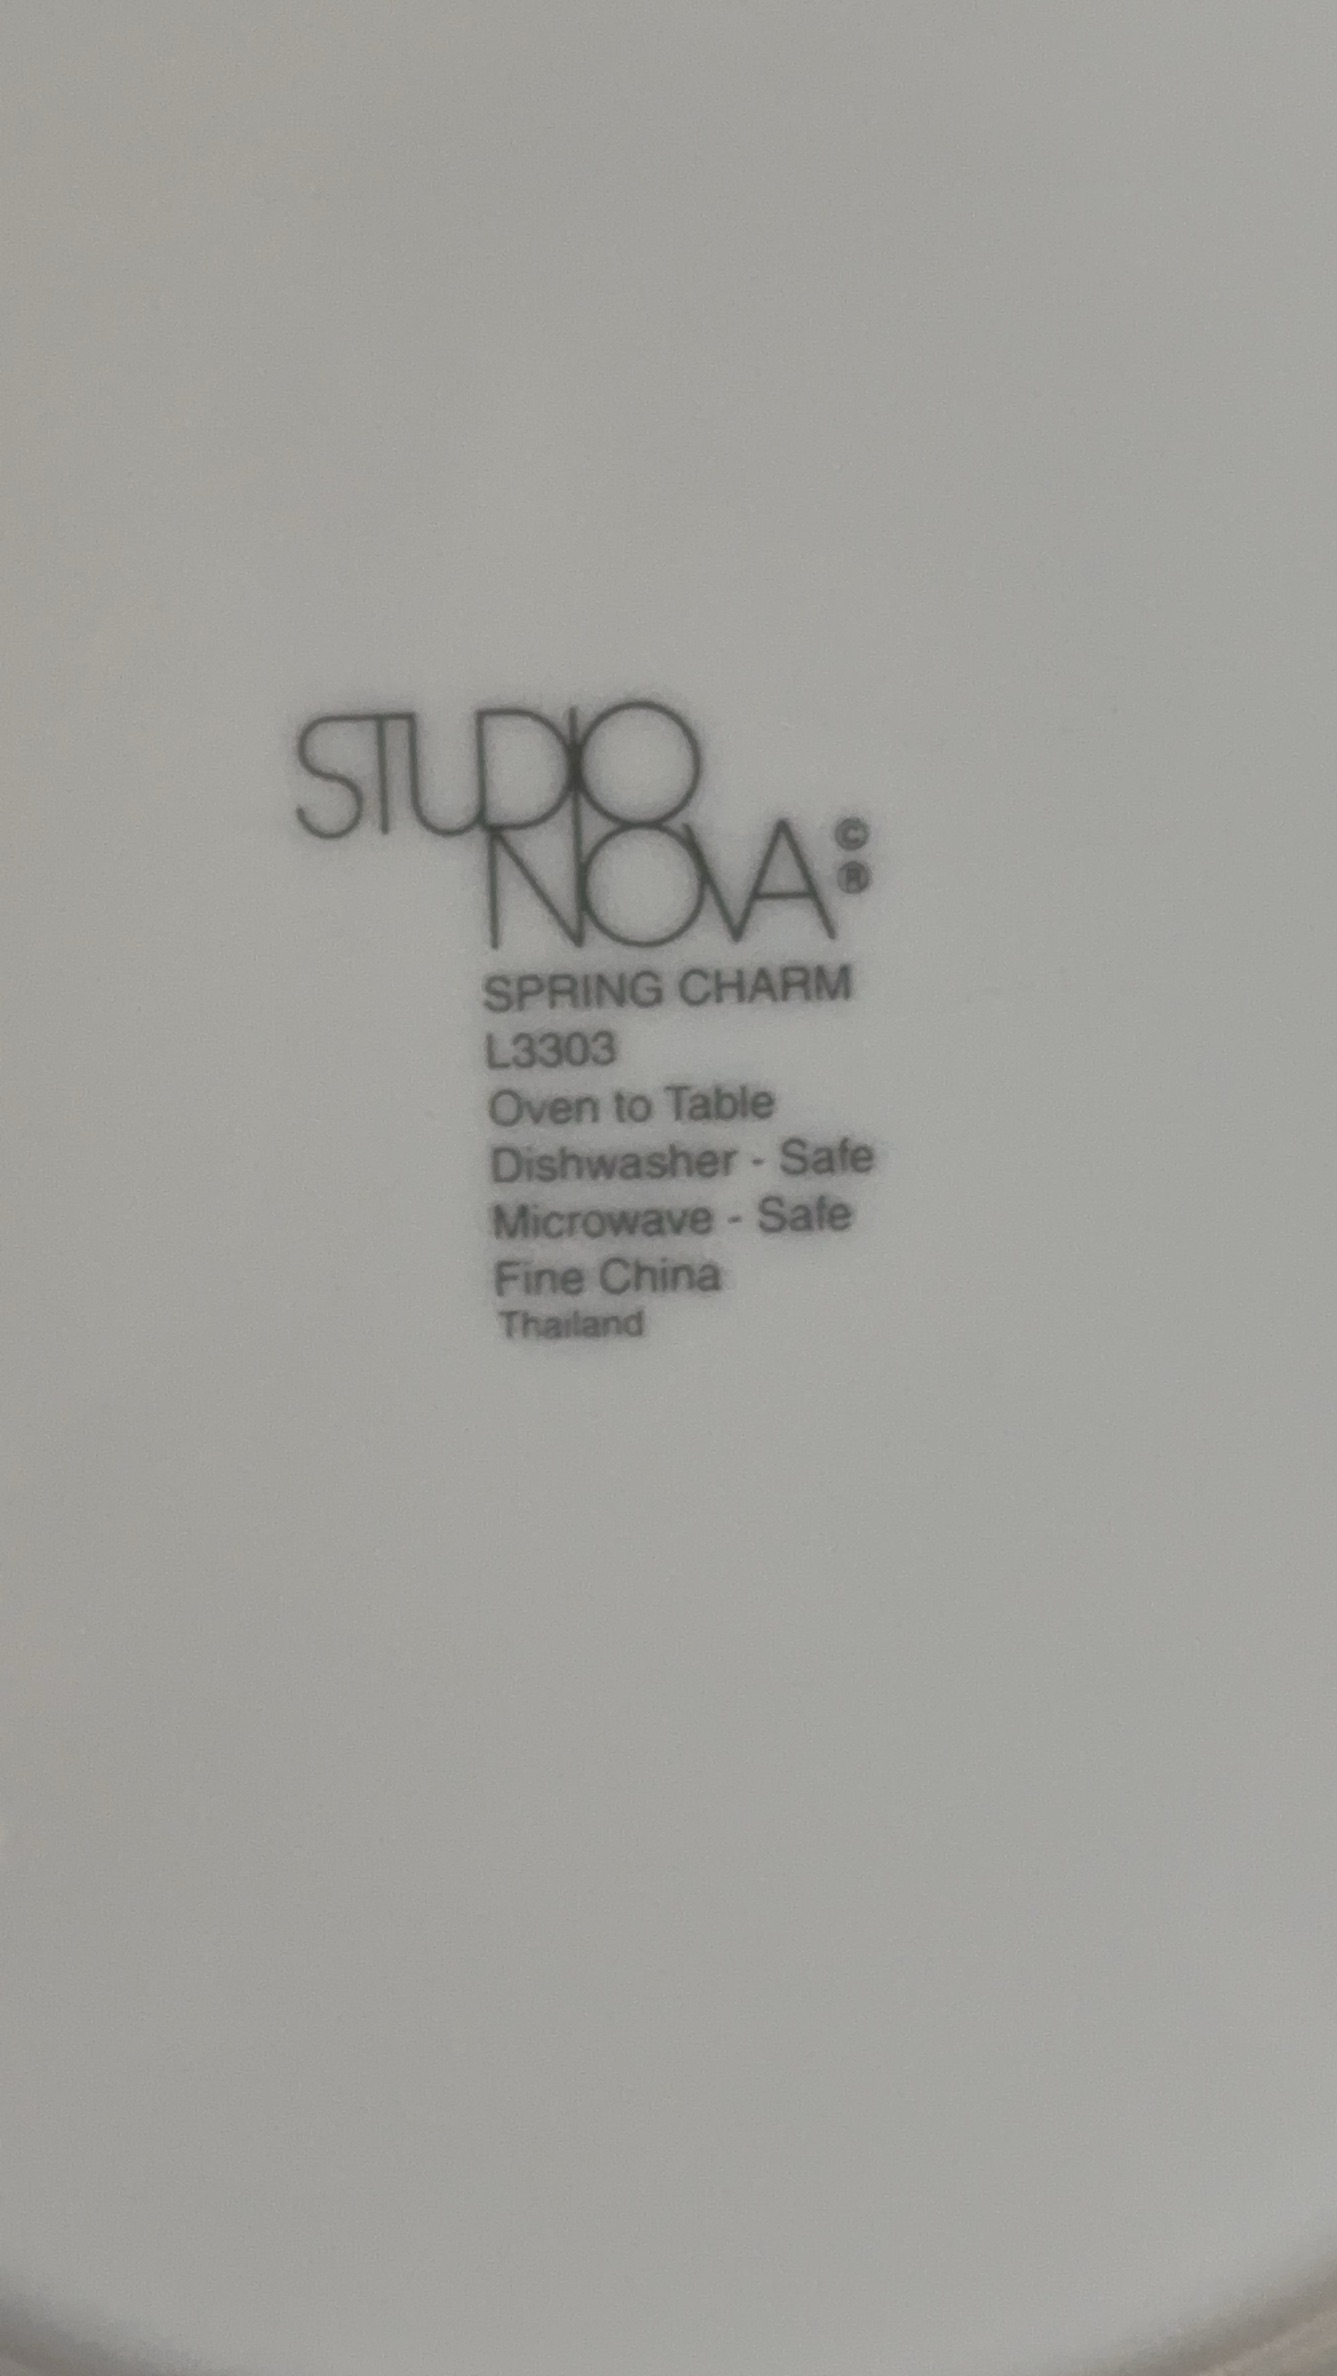 STUDIO
NOVA ©
®
SPRING CHARM
L3303
Oven to Table
Dishwasher - Safe
Microwave - Safe
Fine China
Thailand